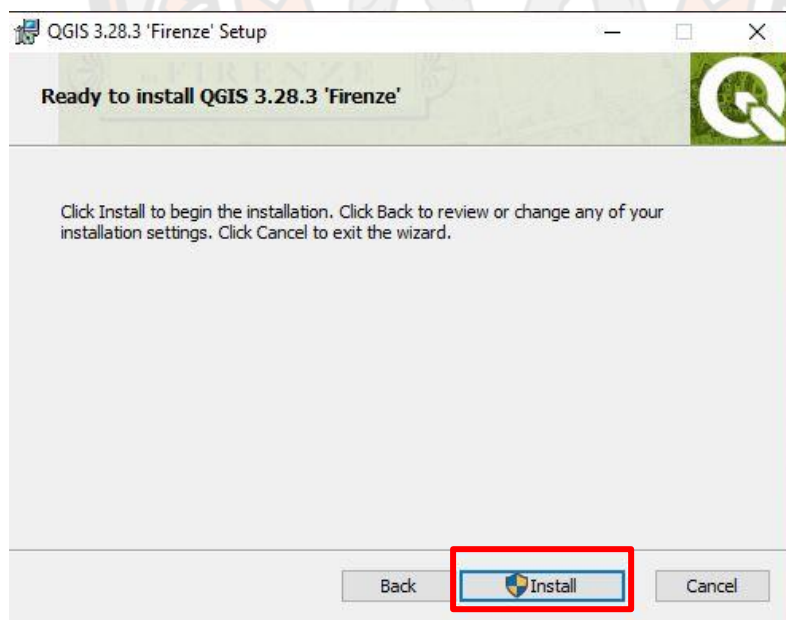 QGIS 3.28.3 'Firenze' Setup
FIRENZE
Ready to install QGIS 3.28.3 'Firenze'
Click Install to begin the installation. Click Back to review or change any of your
installation settings. Click Cancel to exit the wizard.
Back Install Cancel